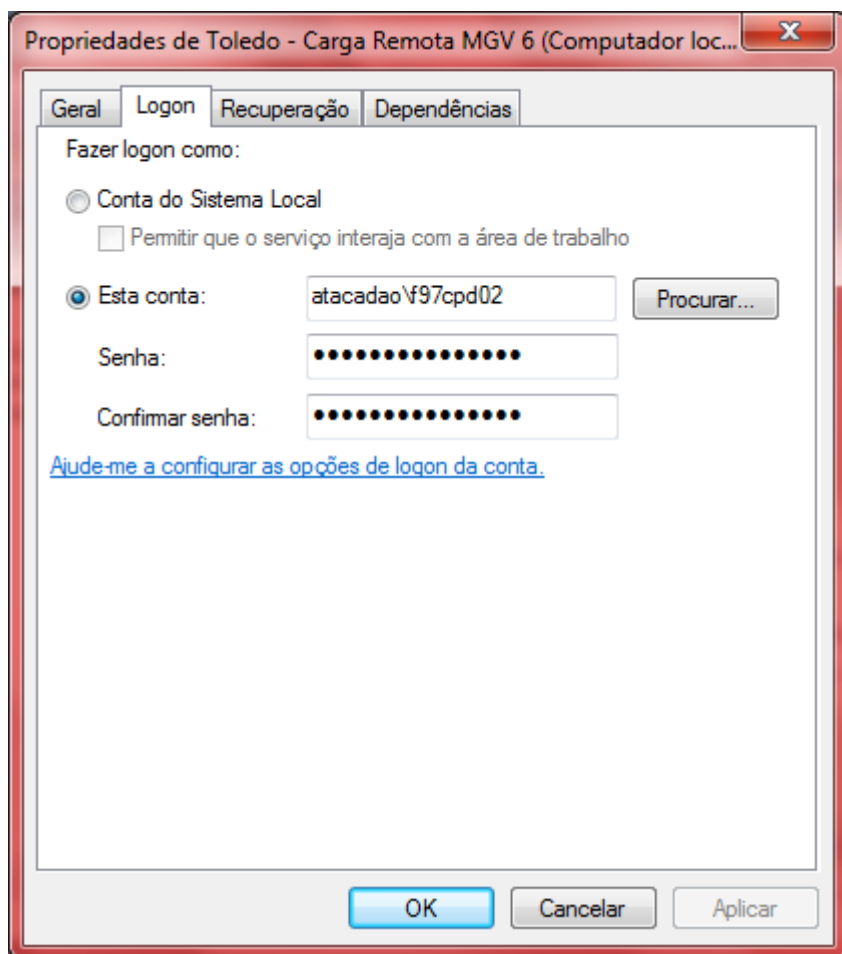 Propriedades de Toledo - Carga Remota MGV 6 (Computador loc...
Geral Logon Recuperação Dependências
Fazer logon como:
Conta do Sistema Local
Permitir que o serviço interaja com a área de trabalho
Esta conta: atacadao\f97cpd02 Procurar...
Senha: •••••••••••••••
Confirmar senha: •••••••••••••••
Ajude-me a configurar as opções de logon da conta.
OK Cancelar Aplicar